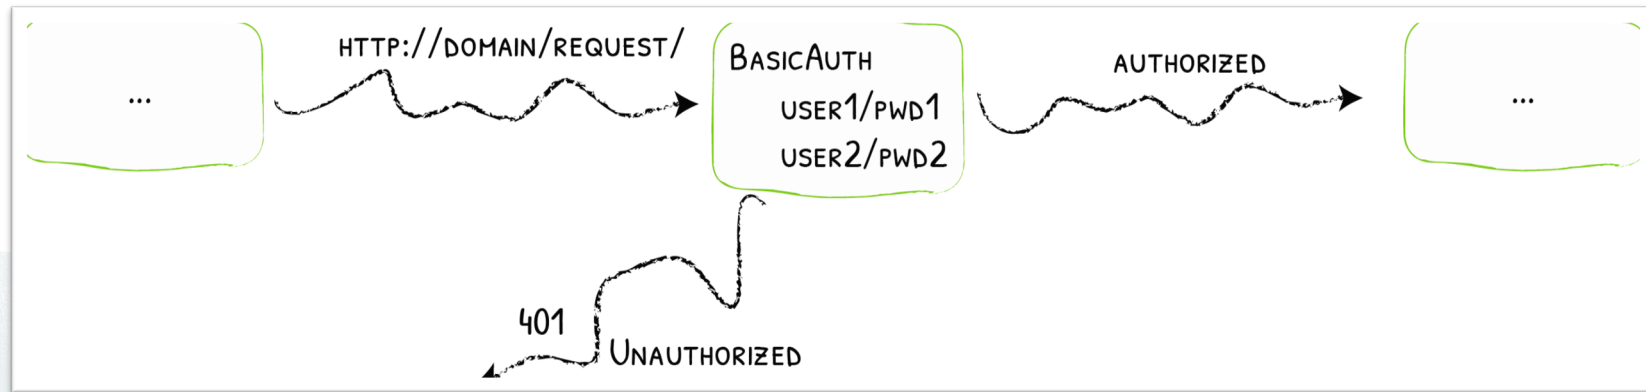 ...
HTTP://DOMAIN/REQUEST/
BASICAUTH
USER1/PWD1
USER2/PWD2
AUTHORIZED
...
401
UNAUTHORIZED